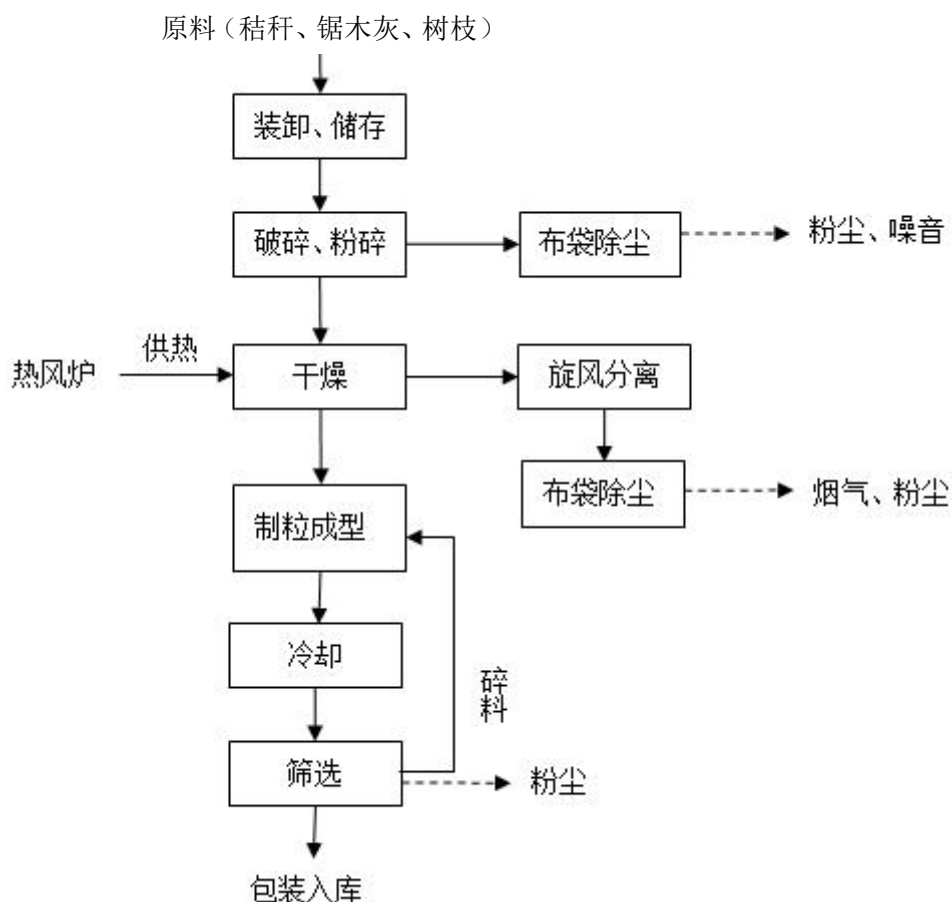 原料（秸秆、锯木灰、树枝）
装卸、储存
破碎、粉碎
布袋除尘
粉尘、噪音
热风炉
供热
干燥
旋风分离
布袋除尘
烟气、粉尘
制粒成型
冷却
碎料
筛选
粉尘
包装入库